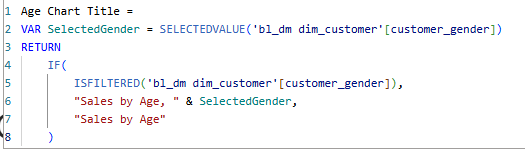 1 Age Chart Title =
2 VAR SelectedGender = SELECTEDVALUE('bl_dm dim_customer'[customer_gender])
3 RETURN
4     IF(
5         ISFILTERED('bl_dm dim_customer'[customer_gender]),
6         "Sales by Age, " & SelectedGender,
7         "Sales by Age"
8     )